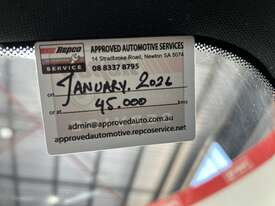 Repco APPROVED AUTOMOTIVE SERVICES
SERVICE 14 Stradbroke Road, Newton SA 5074
08 8337 8795
JANUARY. 2026
or at 45.000 kms
admin@approvedauto.com.au
approvedautomotive.repcoservice.net